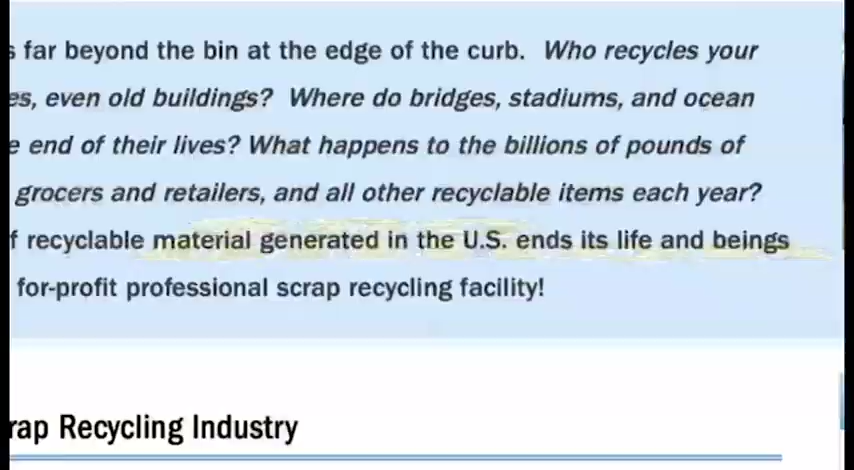 far beyond the bin at the edge of the curb. Who recycles your
even old buildings? Where do bridges, stadiums, and ocean
end of their lives? What happens to the billions of pounds of
grocers and retailers, and all other recyclable items each year?
recyclable material generated in the U.S. ends its life and beings
for-profit professional scrap recycling facility!
Recycling Industry